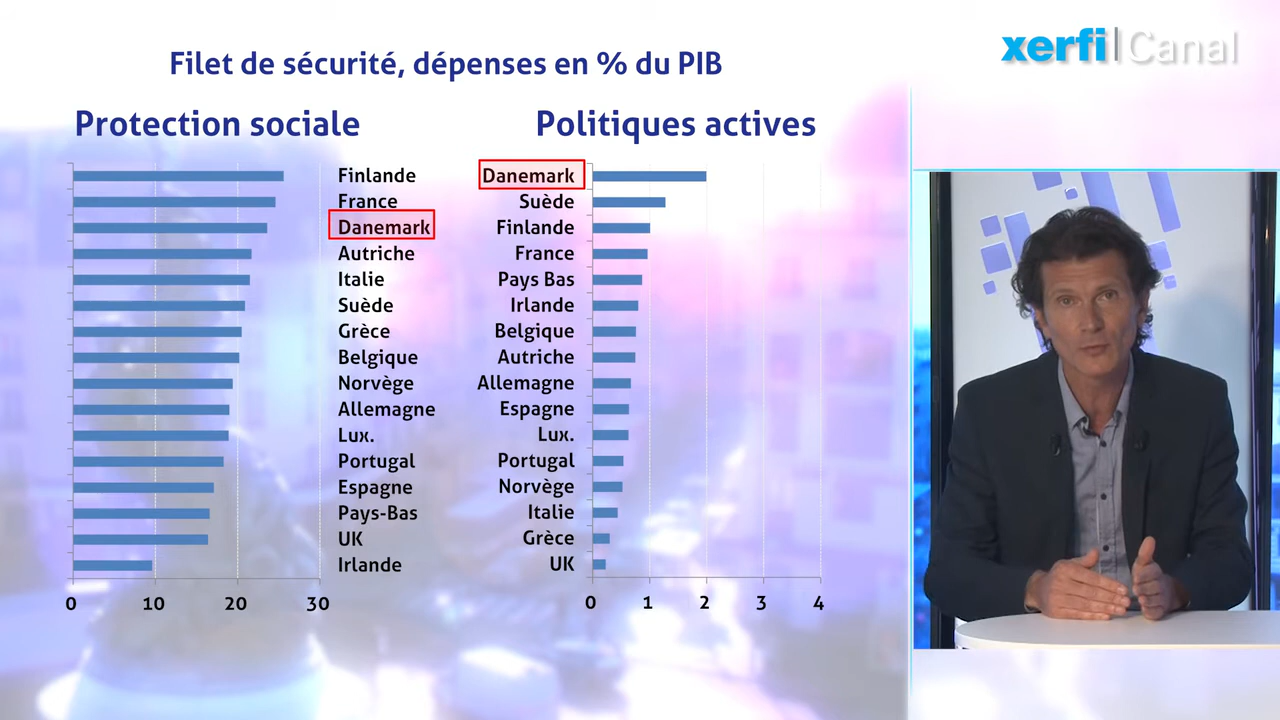 xerfi Canal
Filet de sécurité, dépenses en % du PIB
Protection sociale
Finlande
France
Danemark
Autriche
Italie
Suède
Grèce
Belgique
Norvège
Allemagne
Lux.
Portugal
Espagne
Pays-Bas
UK
Irlande
0 10 20 30
Politiques actives
Danemark
Suède
Finlande
France
Pays Bas
Irlande
Belgique
Autriche
Allemagne
Espagne
Lux.
Portugal
Norvège
Italie
Grèce
UK
0 1 2 3 4